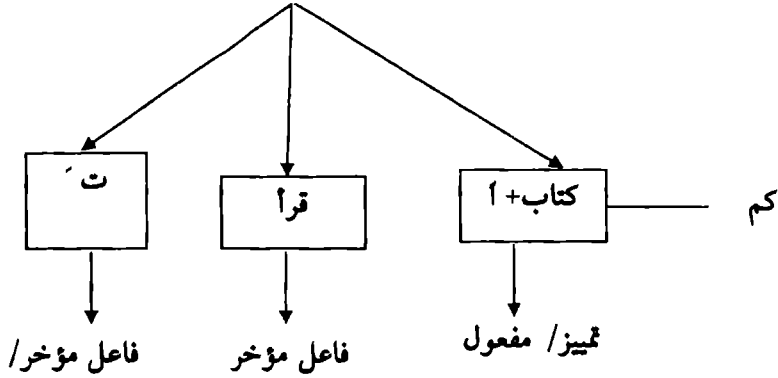 كم
كتاب+ أ
قرأ
تَ
تمييز/ مفعول
فاعل مؤخر
فاعل مؤخر/